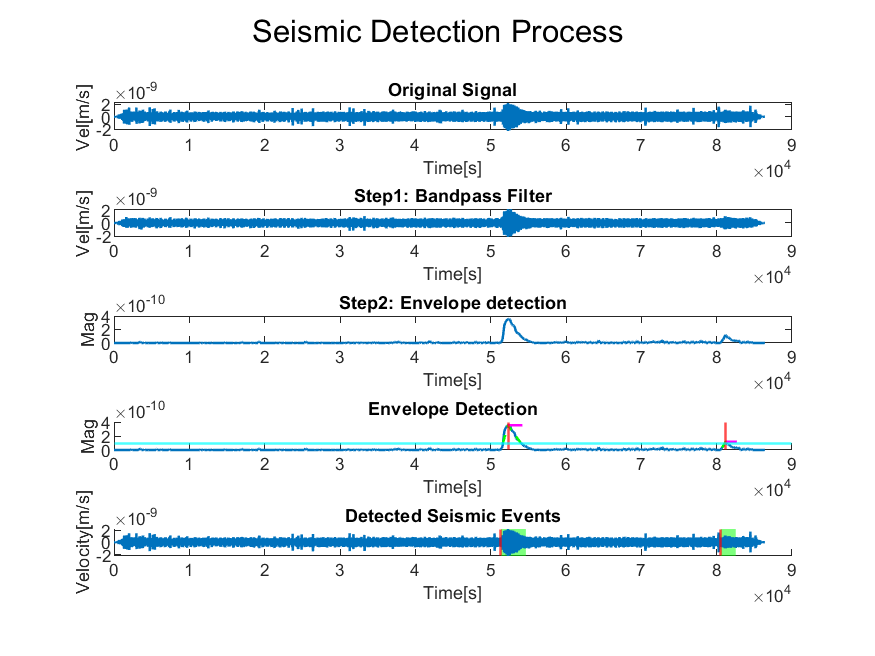 Seismic Detection Process
×10^-9
Original Signal
Vel[m/s]
2
0
-2
0 1 2 3 4 5 6 7 8 9
Time[s]
×10^4
×10^-9
Step1: Bandpass Filter
Vel[m/s]
2
0
-2
0 1 2 3 4 5 6 7 8 9
Time[s]
×10^4
×10^-10
Step2: Envelope detection
Mag
4
2
0
0 1 2 3 4 5 6 7 8 9
Time[s]
×10^4
×10^-10
Envelope Detection
Mag
4
2
0
0 1 2 3 4 5 6 7 8 9
Time[s]
×10^4
×10^-9
Detected Seismic Events
Velocity[m/s]
2
0
-2
0 1 2 3 4 5 6 7 8 9
Time[s]
×10^4